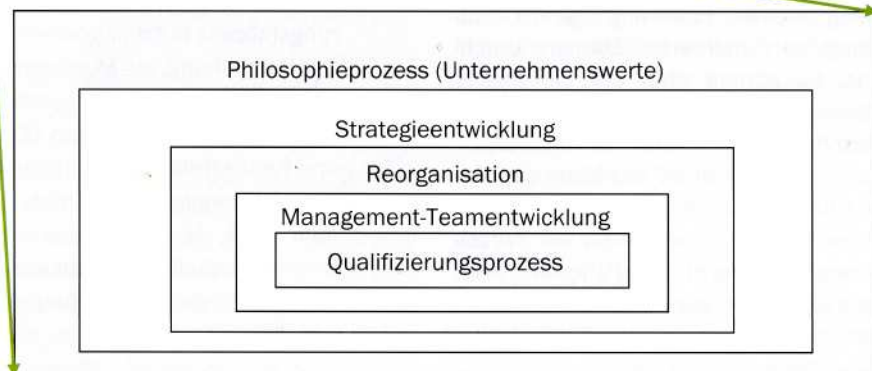 Philosophieprozess (Unternehmenswerte)
Strategieentwicklung
Reorganisation
Management-Teamentwicklung
Qualifizierungsprozess